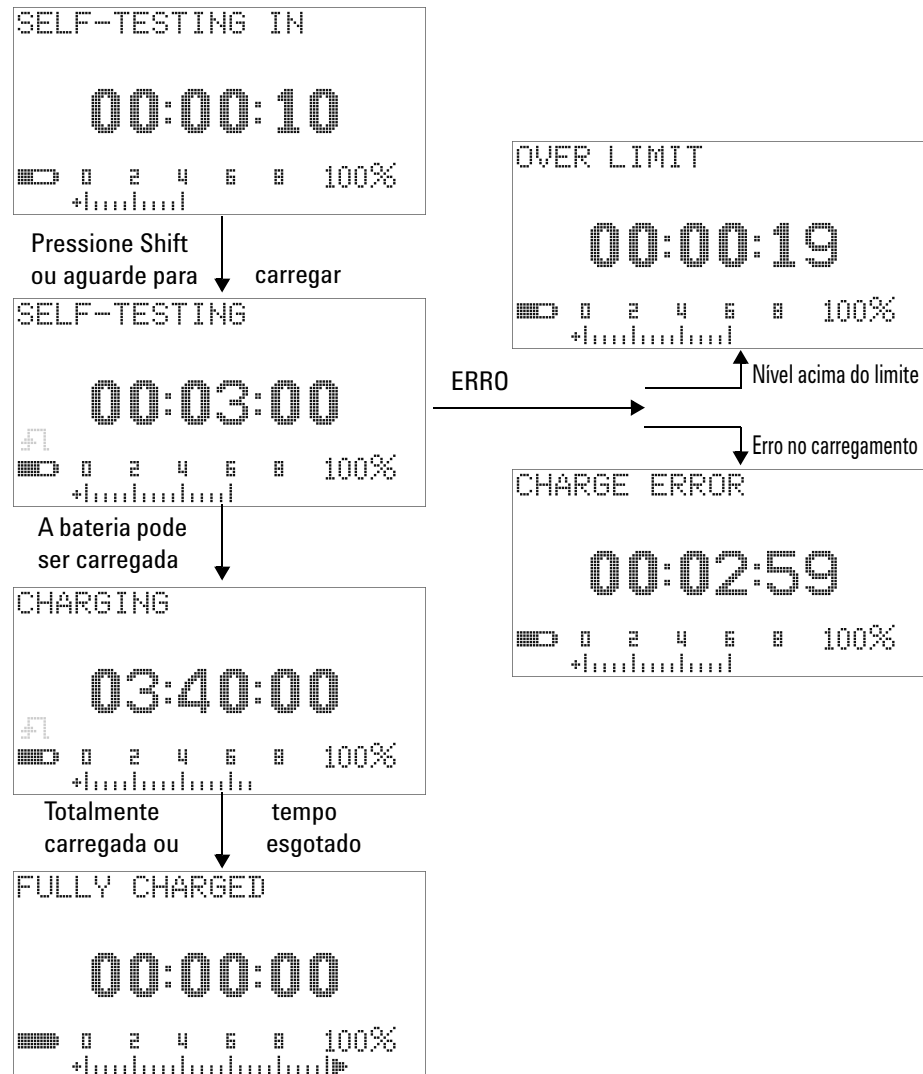 SELF-TESTING IN
00:00:10
0 2 4 6 8 100%
Pressione Shift
ou aguarde para carregar
SELF-TESTING
00:03:00
0 2 4 6 8 100%
A bateria pode
ser carregada
CHARGING
03:40:00
0 2 4 6 8 100%
Totalmente tempo
carregada ou esgotado
FULLY CHARGED
00:00:00
0 2 4 6 8 100%
ERRO
OVER LIMIT
00:00:19
0 2 4 6 8 100%
Nível acima do limite
Erro no carregamento
CHARGE ERROR
00:02:59
0 2 4 6 8 100%